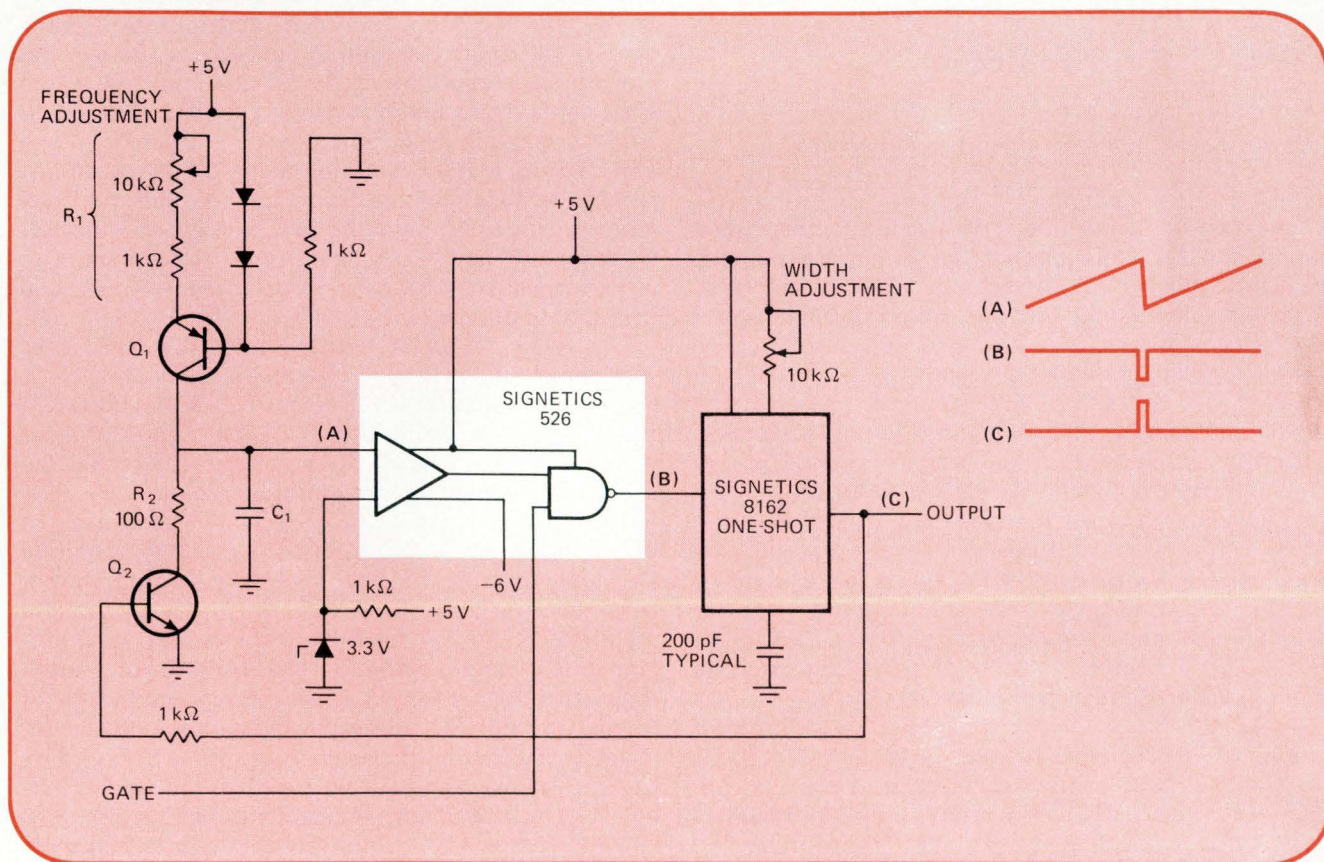 +5 V
FREQUENCY
ADJUSTMENT
10 kΩ
R1
1 kΩ
1 kΩ
Q1
+5 V
WIDTH
ADJUSTMENT
10 kΩ
(A)
(B)
(C)
SIGNETICS
526
(A)
(B)
R2
100 Ω
C1
SIGNETICS
8162
ONE-SHOT
(C)
OUTPUT
Q2
−6 V
1 kΩ
+5 V
3.3 V
200 pF
TYPICAL
1 kΩ
GATE